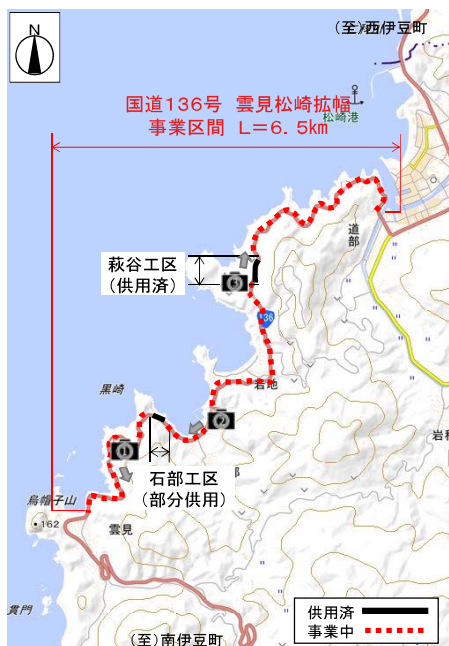 (至)西伊豆町
国道136号 雲見松崎拡幅
事業区間 L=6.5km
松崎港
道部
萩谷工区
(供用済)
③
136
黒崎
岩地
②
①
石部工区
(部分供用)
烏帽子山
162
雲見
(至)南伊豆町
供用済
事業中